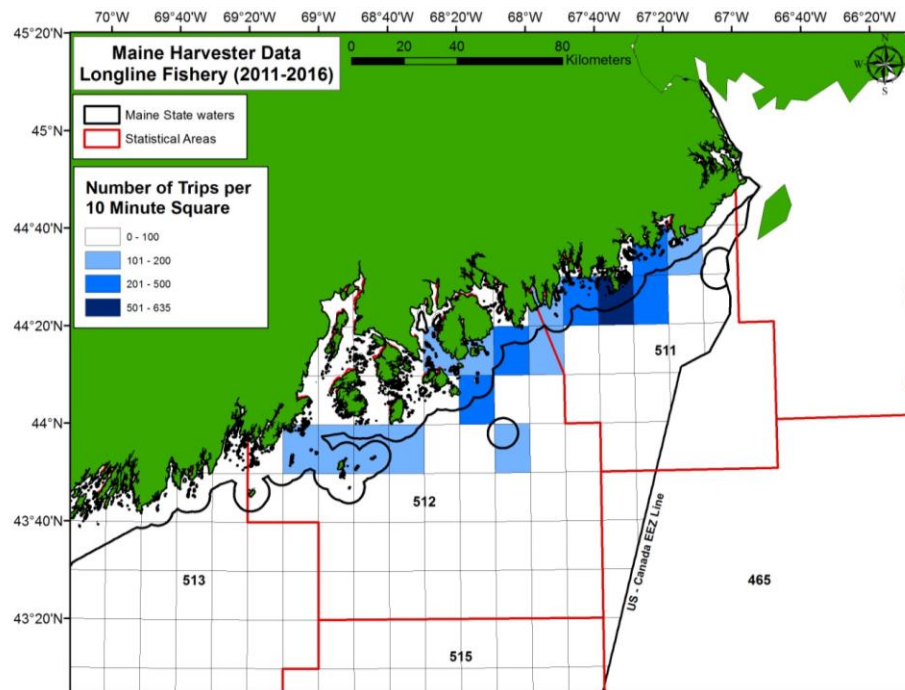 70°W 69°20'W 69°W 68°40'W 68°20'W 68°W 67°40'W 67°20'W 67°W 66°40'W 66°20'W
45°20'N
Maine Harvester Data
Longline Fishery (2011-2016)
0 20 40 80
Kilometers
N
W E
S
Maine State waters
Statistical Areas
45°N
Number of Trips per
10 Minute Square
0 - 100
101 - 200
201 - 500
501 - 635
44°40'N
44°20'N
511
44°N
512
43°40'N
US - Canada EEZ Line
513
465
43°20'N
515